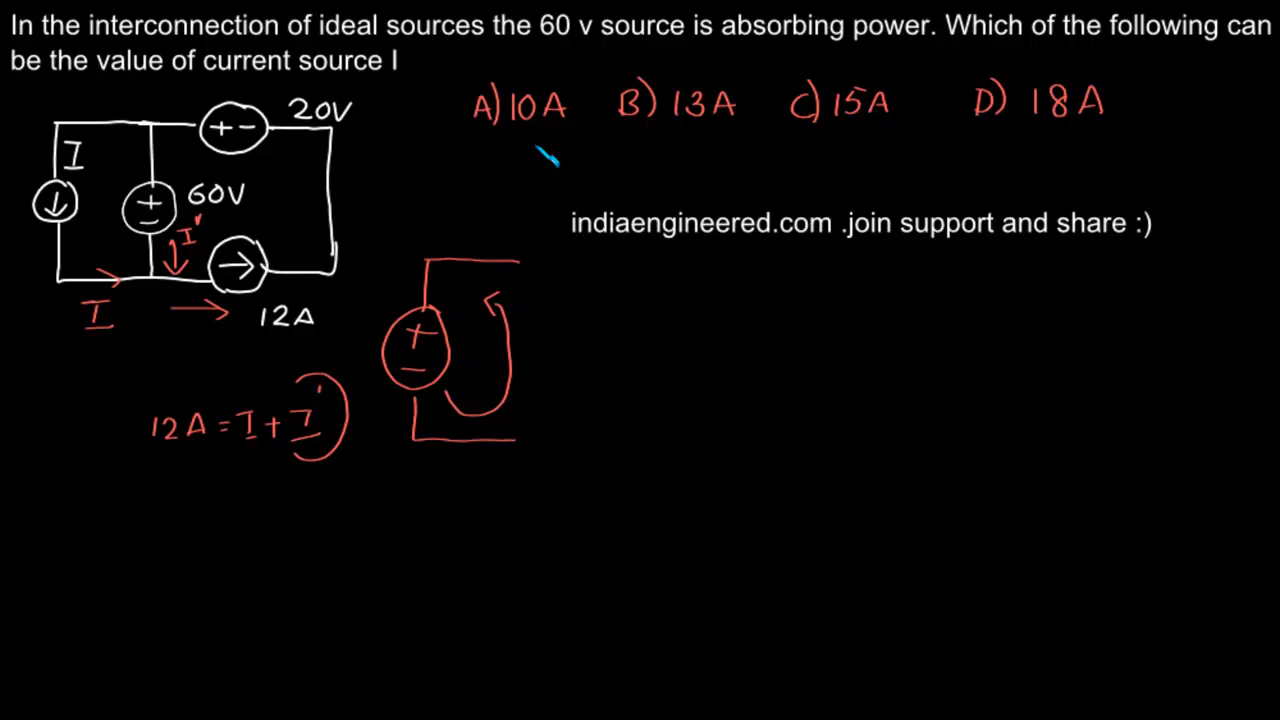 In the interconnection of ideal sources the 60 v source is absorbing power. Which of the following can
be the value of current source I
A) 10A B) 13A C) 15A D) 18A
20V
I
+ -
60V
+
-
I'
indiaengineered.com .join support and share :)
I
12A
+
-
12A = I + I'